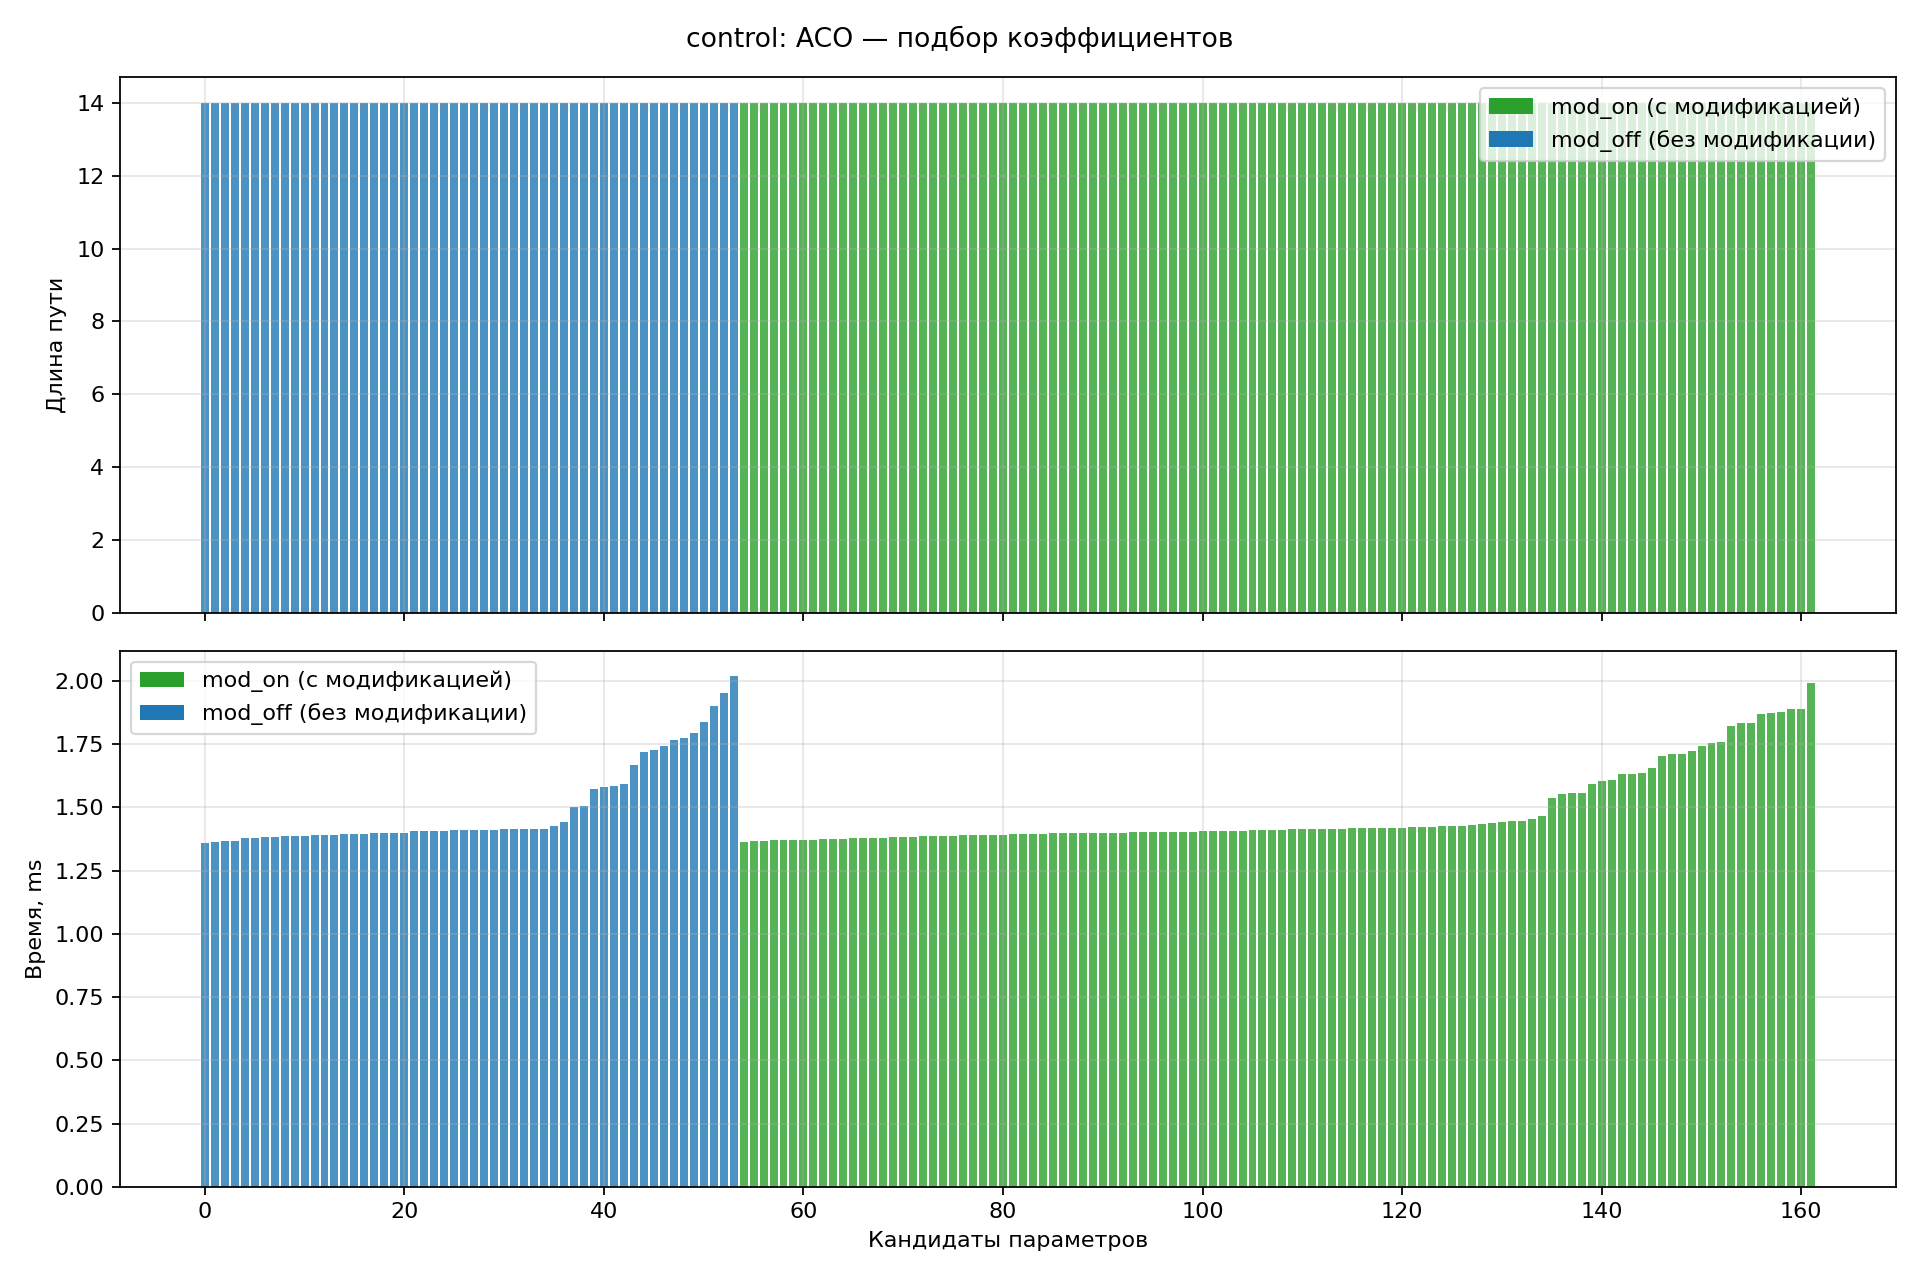 control: ACO — подбор коэффициентов
14
12
10
8
6
4
2
0
Длина пути
mod_on (с модификацией)
mod_off (без модификации)
2.00
1.75
1.50
1.25
1.00
0.75
0.50
0.25
0.00
Время, ms
mod_on (с модификацией)
mod_off (без модификации)
0 20 40 60 80 100 120 140 160
Кандидаты параметров